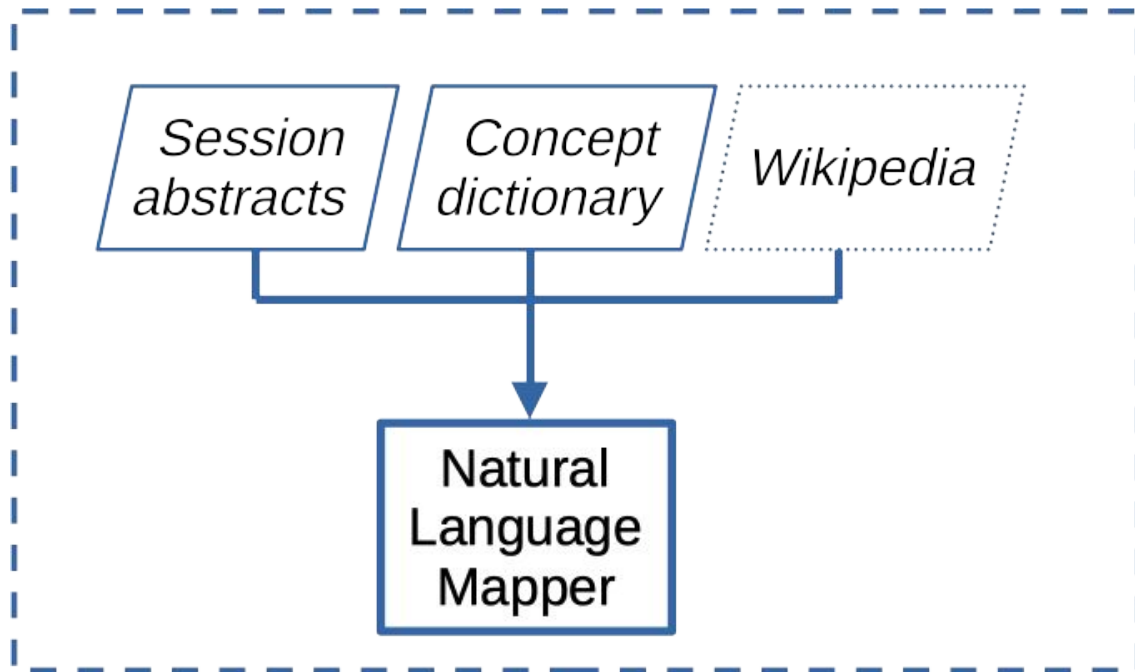 Session
abstracts
Concept
dictionary
Wikipedia
Natural
Language
Mapper